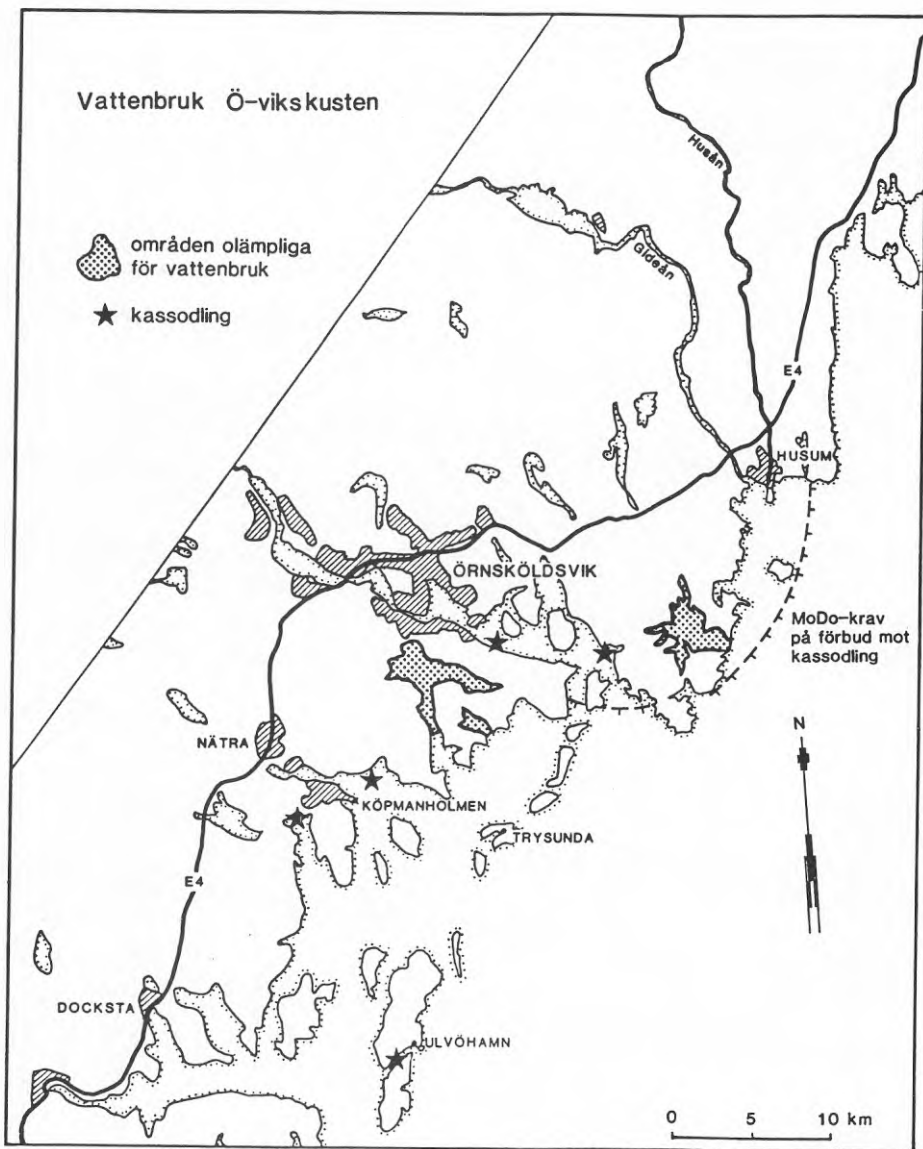 Vattenbruk Ö-vikskusten
områden olämpliga
för vattenbruk
kassodling
Husån
Gideån
E4
HUSUM
ÖRNSKÖLDSVIK
MoDo-krav
på förbud mot
kassodling
N
NÄTRA
KÖPMANHOLMEN
TRYSUNDA
E4
DOCKSTA
ULVÖHAMN
0 5 10 km